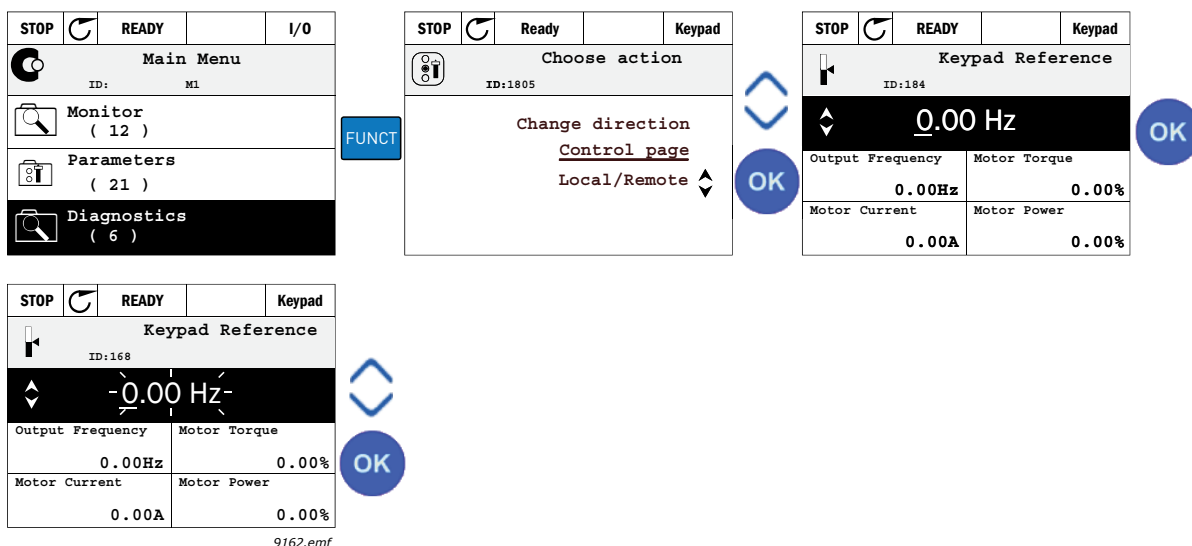 STOP READY I/O
Main Menu
ID: M1
Monitor
( 12 )
Parameters
( 21 )
Diagnostics
( 6 )
FUNCT
STOP Ready Keypad
Choose action
ID:1805
Change direction
Control page
Local/Remote
OK
STOP READY Keypad
Keypad Reference
ID:184
0.00 Hz
Output Frequency Motor Torque
0.00Hz 0.00%
Motor Current Motor Power
0.00A 0.00%
OK
STOP READY Keypad
Keypad Reference
ID:168
0.00 Hz
Output Frequency Motor Torque
0.00Hz 0.00%
Motor Current Motor Power
0.00A 0.00%
OK
9162.emf